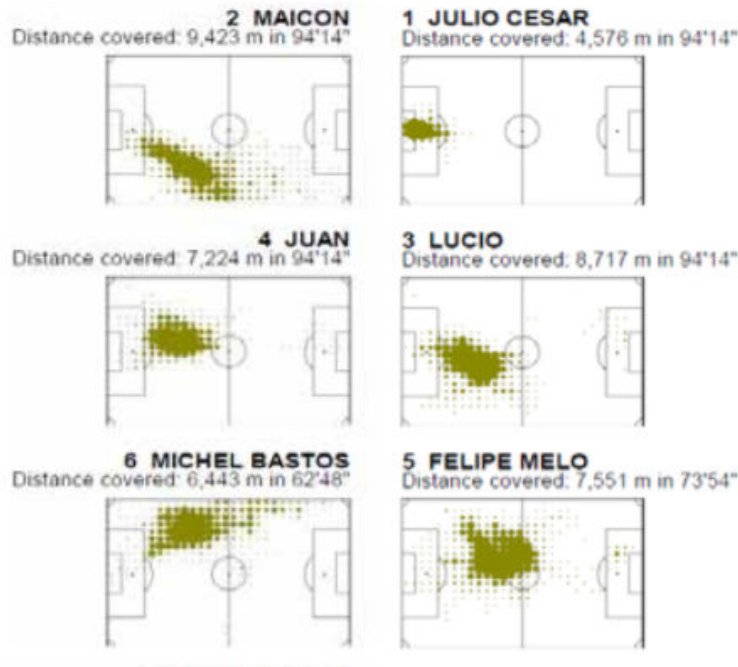 2 MAICON
Distance covered: 9,423 m in 94'14"
1 JULIO CESAR
Distance covered: 4,576 m in 94'14"
4 JUAN
Distance covered: 7,224 m in 94'14"
3 LUCIO
Distance covered: 8,717 m in 94'14"
6 MICHEL BASTOS
Distance covered: 6,443 m in 62'48"
5 FELIPE MELO
Distance covered: 7,551 m in 73'54"